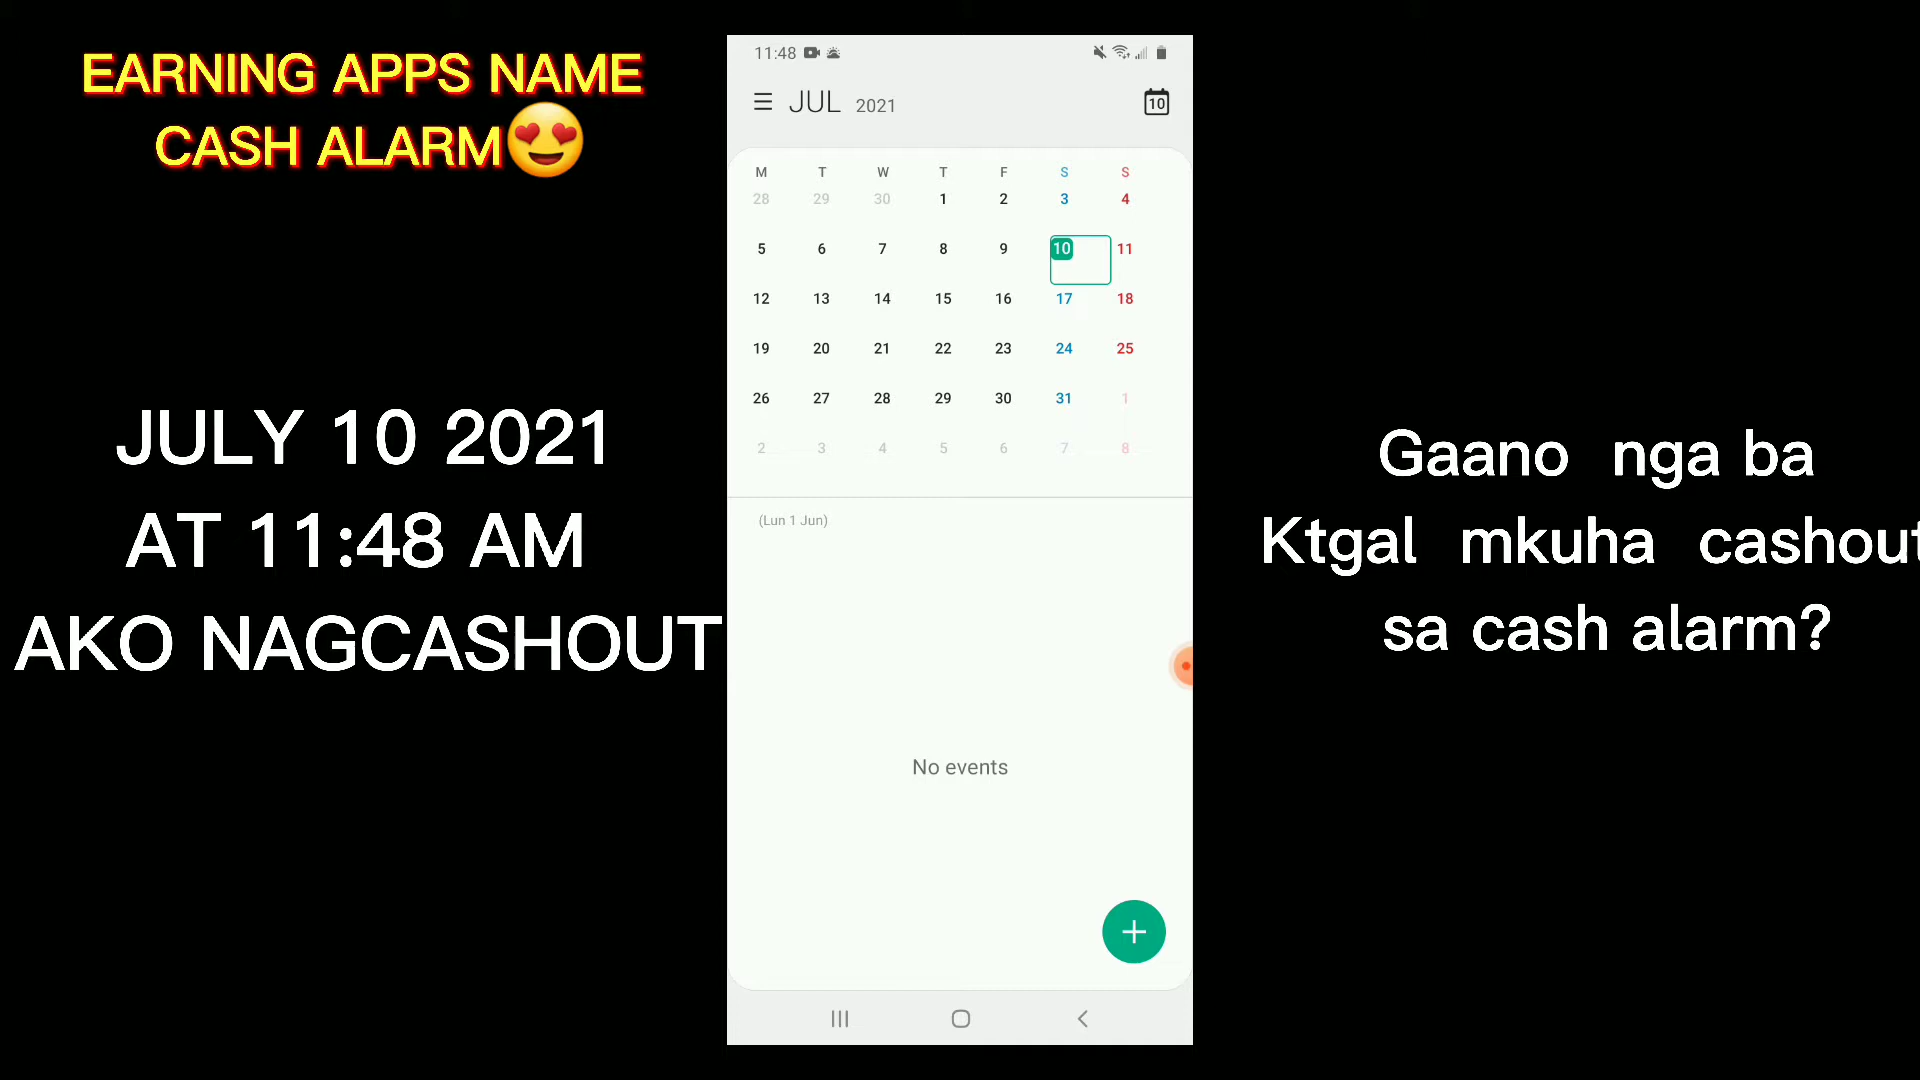 EARNING APPS NAME
CASH ALARM😍
JULY 10 2021
AT 11:48 AM
AKO NAGCASHOUT
11:48
JUL 2021
10
M T W T F S S
28 29 30 1 2 3 4
5 6 7 8 9 10 11
12 13 14 15 16 17 18
19 20 21 22 23 24 25
26 27 28 29 30 31 1
2 3 4 5 6 7 8
(Lun 1 Jun)
No events
Gaano nga ba
Ktgal mkuha cashout
sa cash alarm?